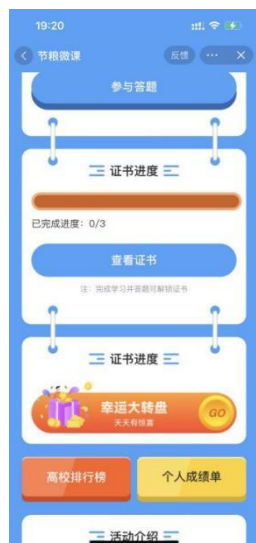 19:20
节粮微课
反馈
参与答题
证书进度
已完成进度：0/3
查看证书
注：完成学习并答题可解锁证书
证书进度
幸运大转盘
天天有惊喜
GO
高校排行榜
个人成绩单
活动介绍